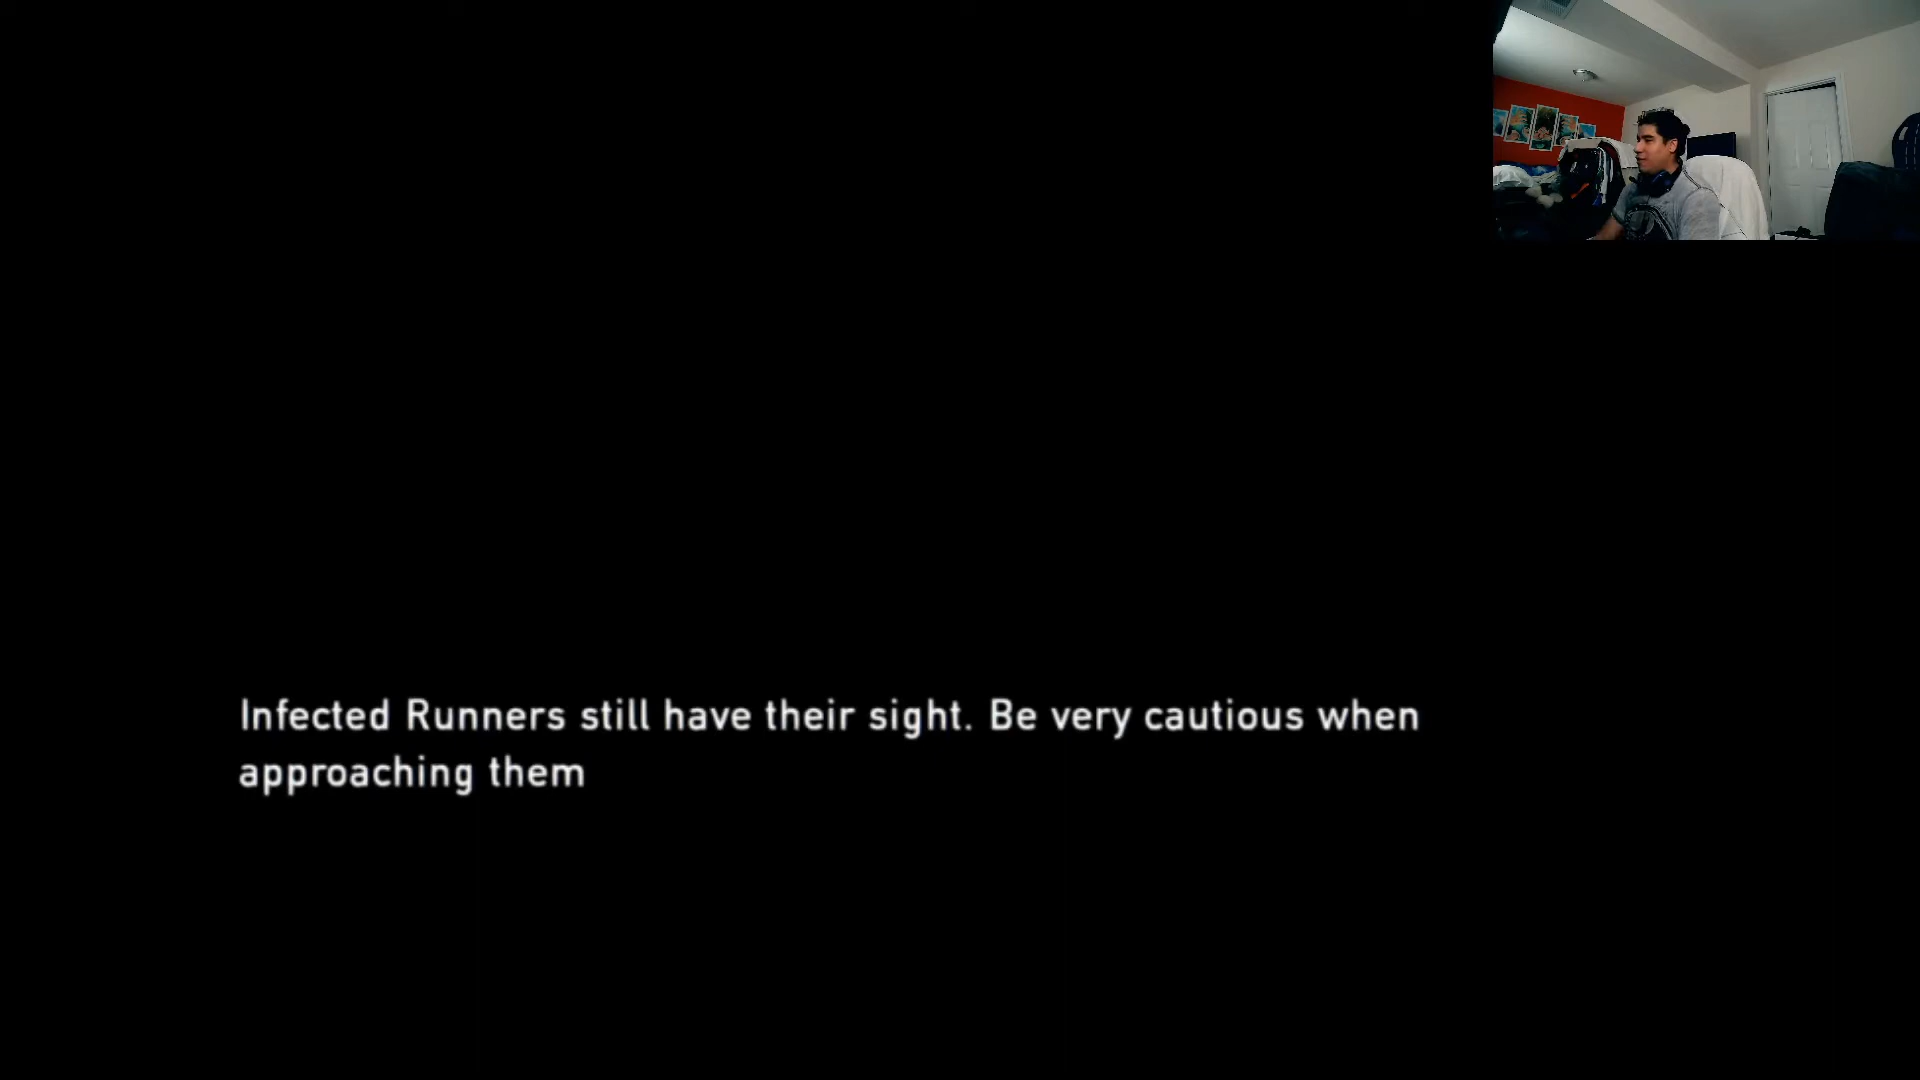 Infected Runners still have their sight. Be very cautious when
approaching them